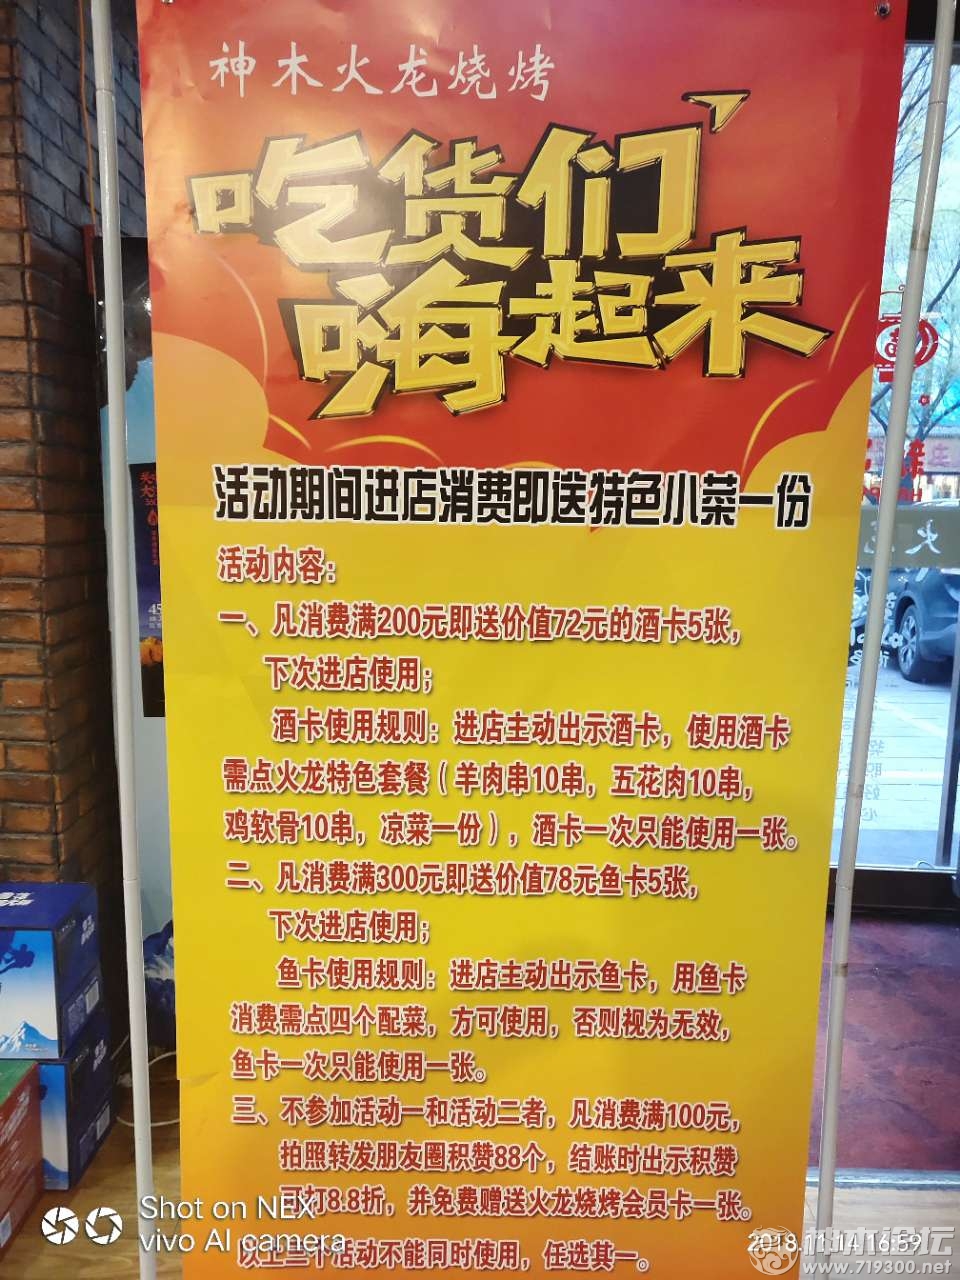 神木火龙烧烤
吃货们
嗨起来
活动期间进店消费即送特色小菜一份
活动内容：
一、凡消费满200元即送价值72元的酒卡5张，
下次进店使用；
酒卡使用规则：进店主动出示酒卡，使用酒卡
需点火龙特色套餐（羊肉串10串，五花肉10串，
鸡软骨10串，凉菜一份），酒卡一次只能使用一张。
二、凡消费满300元即送价值78元鱼卡5张，
下次进店使用；
鱼卡使用规则：进店主动出示鱼卡，用鱼卡
消费需点四个配菜，方可使用，否则视为无效，
鱼卡一次只能使用一张。
三、不参加活动一和活动二者，凡消费满100元，
拍照转发朋友圈积赞88个，结账时出示积赞
可打8.8折，并免费赠送火龙烧烤会员卡一张。
以上三个活动不能同时使用，任选其一。
Shot on NEX
vivo AI camera
2018.11.14 16:59
神木论坛
www.719300.net